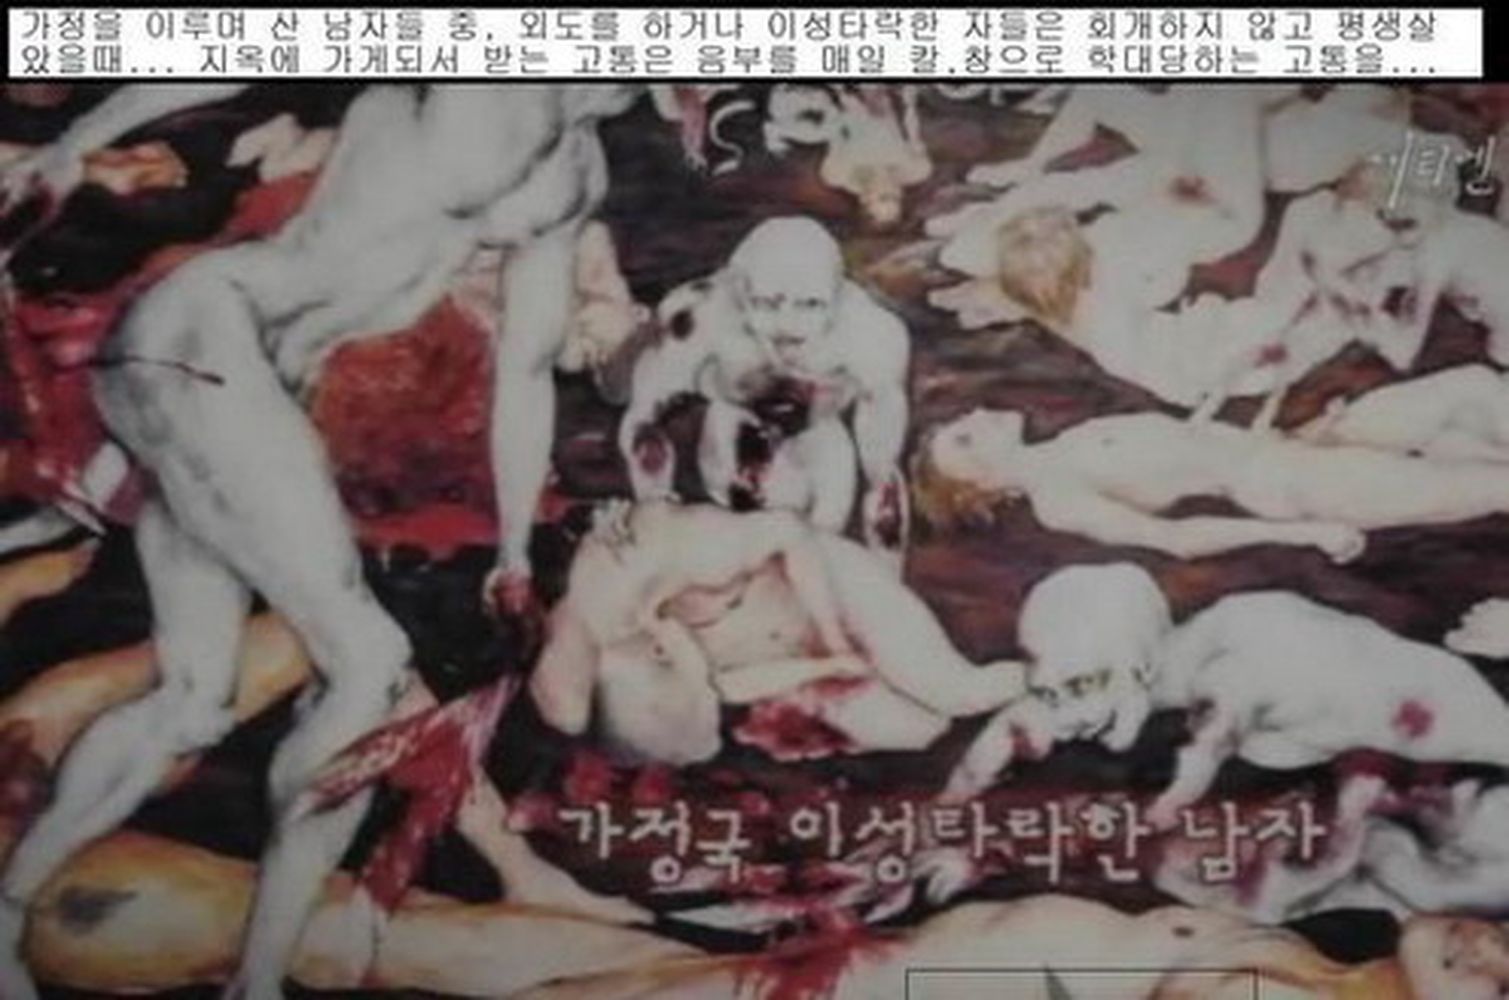 가정을 이루며 산 남자들 중, 외도를 하거나 이성타락한 자들은 회개하지 않고 평생살
았을때... 지옥에 가게되서 받는 고통은 음부를 매일 칼,창으로 학대당하는 고통을...
가정국 이성타락한 남자